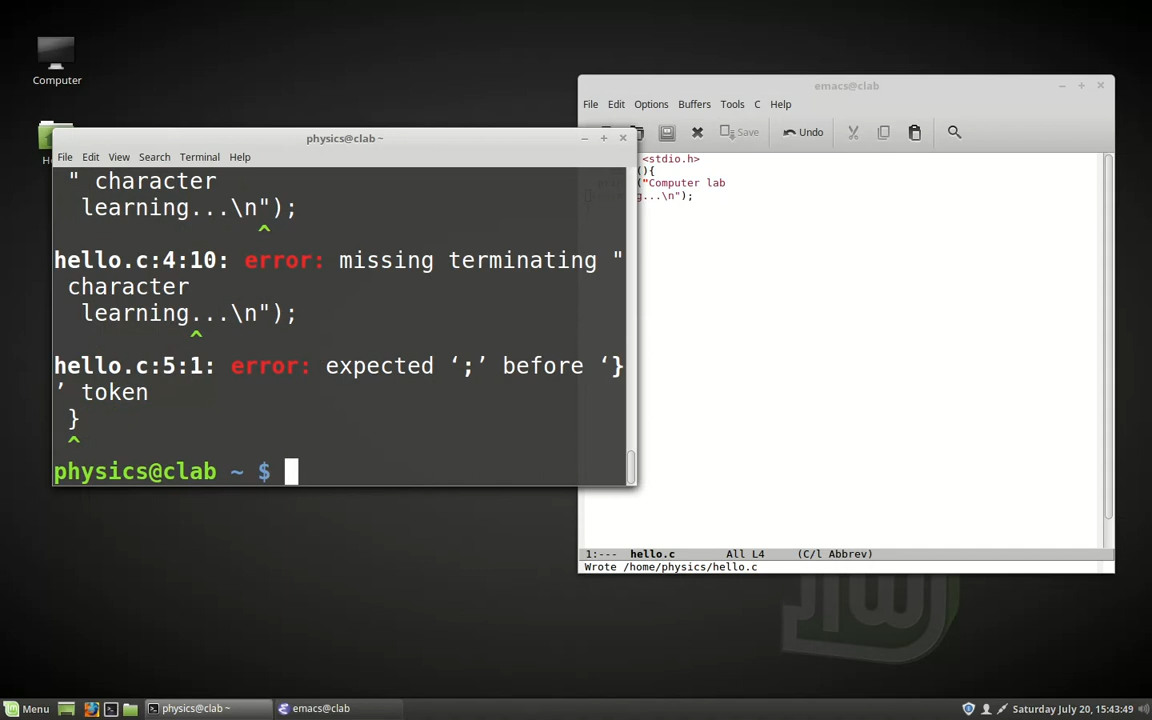 Computer
physics@clab ~
File Edit View Search Terminal Help
" character
learning...\n");
^
hello.c:4:10: error: missing terminating "
character
learning...\n");
^
hello.c:5:1: error: expected ‘;’ before ‘}
’ token
}
^
physics@clab ~ $
emacs@clab
File Edit Options Buffers Tools C Help
Save Undo
<stdio.h>
(){
("Computer lab
g...\n");
1:--- hello.c All L4 (C/l Abbrev)
Wrote /home/physics/hello.c
Menu physics@clab ~ emacs@clab Saturday July 20, 15:43:49